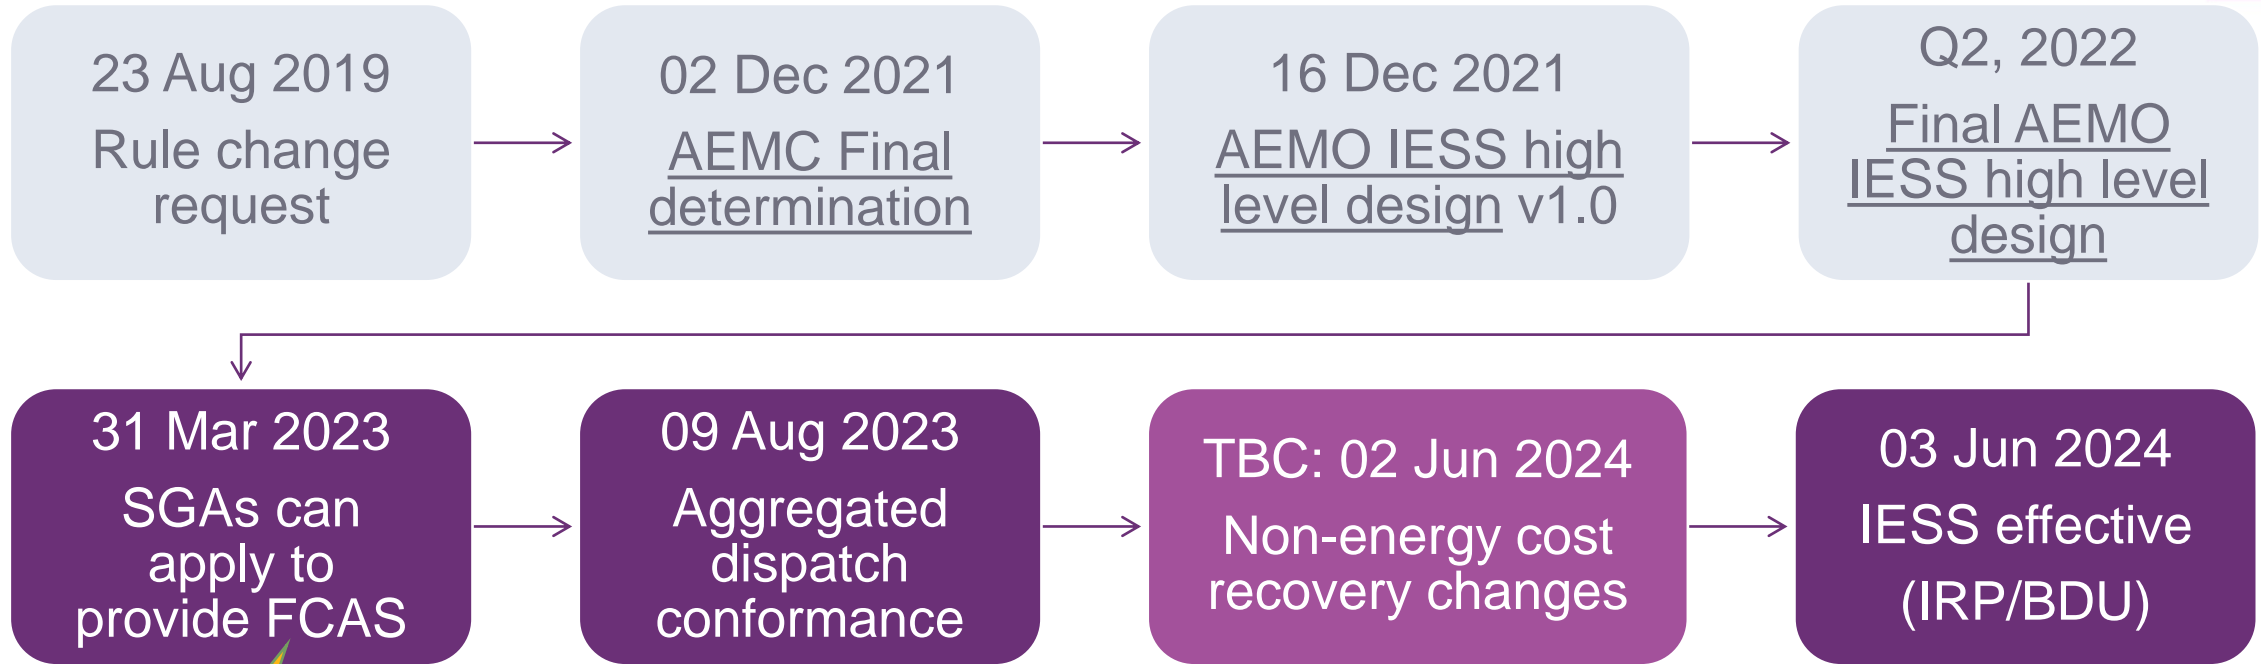 23 Aug 2019
Rule change
request
02 Dec 2021
AEMC Final
determination
16 Dec 2021
AEMO IESS high
level design v1.0
Q2, 2022
Final AEMO
IESS high level
design
31 Mar 2023
SGAs can
apply to
provide FCAS
09 Aug 2023
Aggregated
dispatch
conformance
TBC: 02 Jun 2024
Non-energy cost
recovery changes
03 Jun 2024
IESS effective
(IRP/BDU)